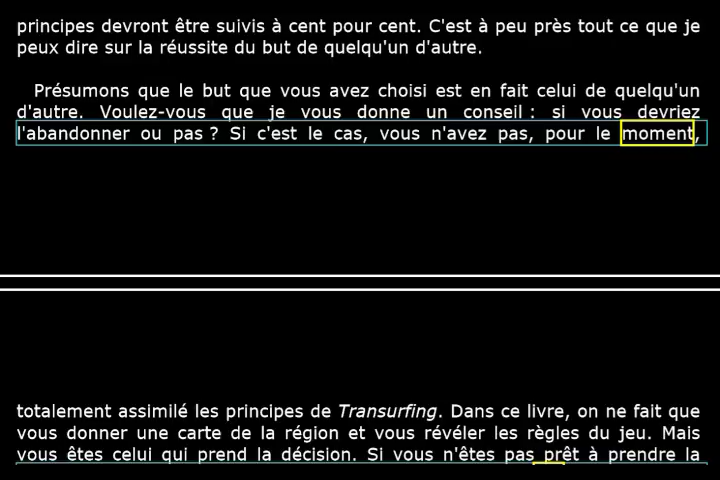 principes devront être suivis à cent pour cent. C'est à peu près tout ce que je
peux dire sur la réussite du but de quelqu'un d'autre.
Présumons que le but que vous avez choisi est en fait celui de quelqu'un
d'autre. Voulez-vous que je vous donne un conseil : si vous devriez
l'abandonner ou pas ? Si c'est le cas, vous n'avez pas, pour le moment,
totalement assimilé les principes de Transurfing. Dans ce livre, on ne fait que
vous donner une carte de la région et vous révéler les règles du jeu. Mais
vous êtes celui qui prend la décision. Si vous n'êtes pas prêt à prendre la